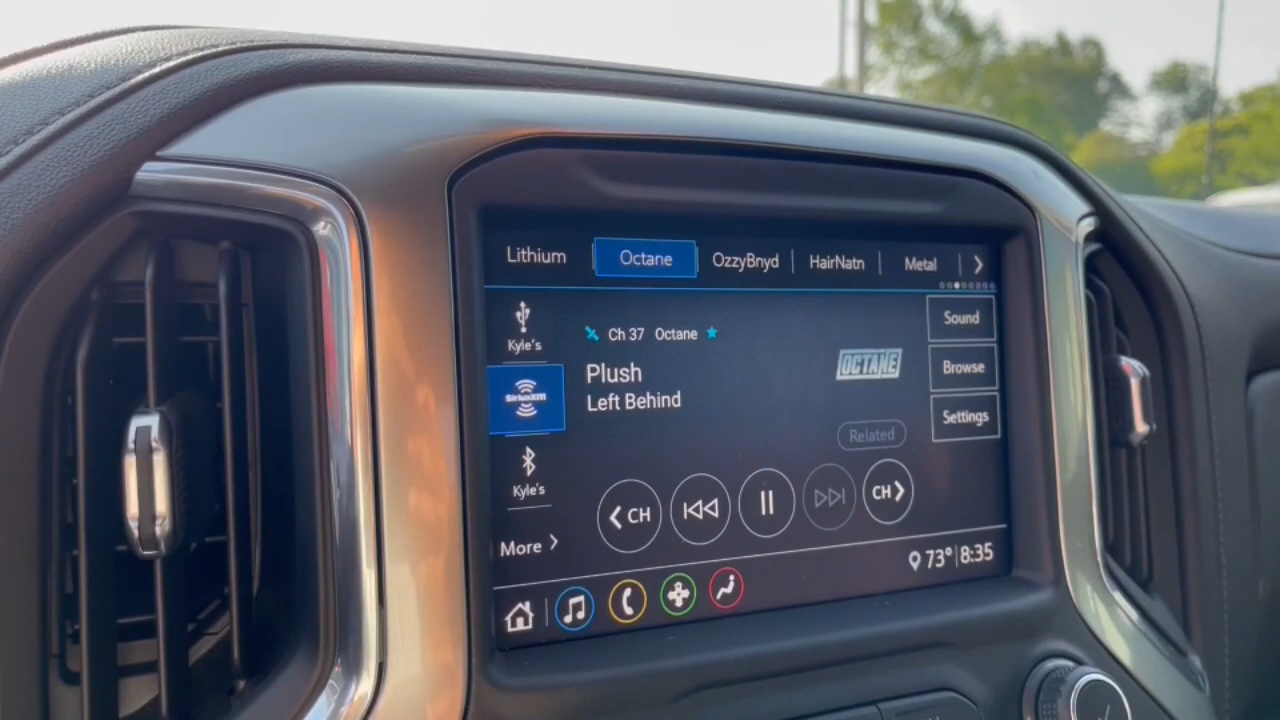 Lithium Octane OzzyBnyd HairNatn Metal
Kyle's
SiriusXM
Kyle's
More
Ch 37 Octane
Plush
Left Behind
OCTANE
Related
CH
CH
Sound
Browse
Settings
73° 8:35